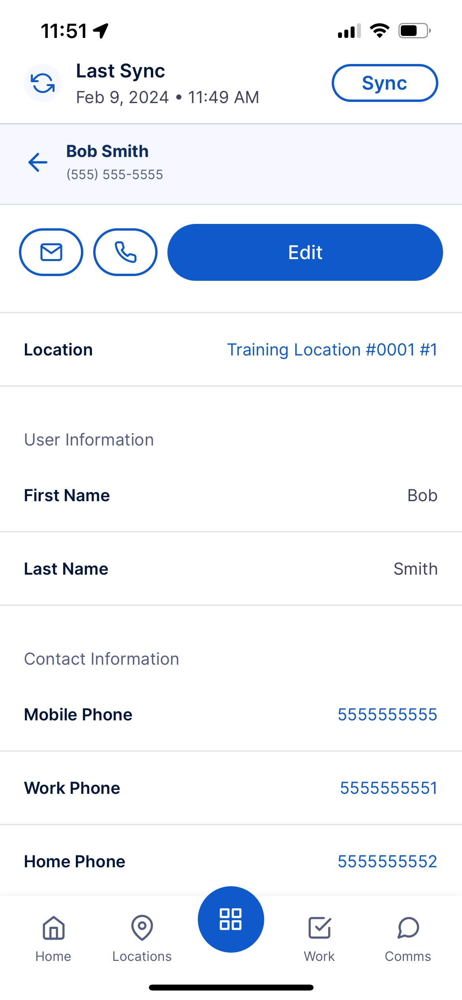 11:51
Last Sync
Feb 9, 2024 • 11:49 AM
Sync
Bob Smith
(555) 555-5555
Edit
Location
Training Location #0001 #1
User Information
First Name
Bob
Last Name
Smith
Contact Information
Mobile Phone
5555555555
Work Phone
5555555551
Home Phone
5555555552
Home
Locations
Work
Comms